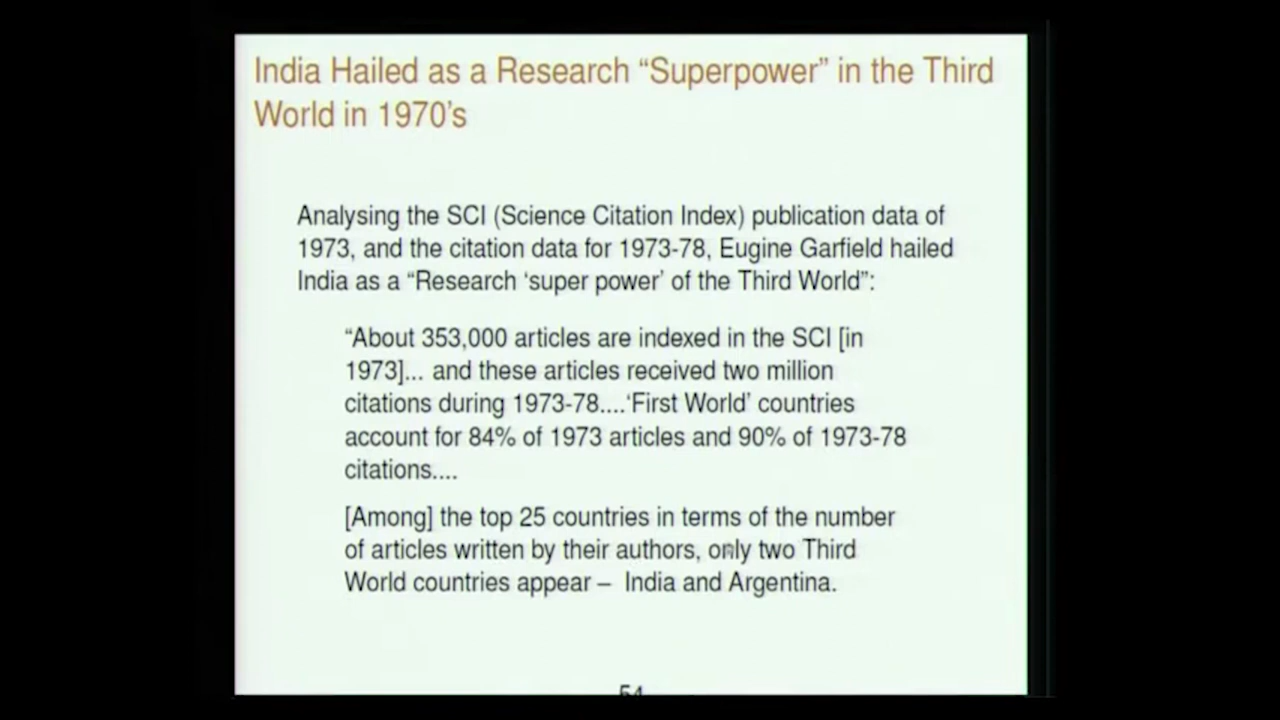 India Hailed as a Research “Superpower” in the Third
World in 1970’s
Analysing the SCI (Science Citation Index) publication data of
1973, and the citation data for 1973-78, Eugine Garfield hailed
India as a “Research ‘super power’ of the Third World”:
“About 353,000 articles are indexed in the SCI [in
1973]... and these articles received two million
citations during 1973-78....‘First World’ countries
account for 84% of 1973 articles and 90% of 1973-78
citations....
[Among] the top 25 countries in terms of the number
of articles written by their authors, only two Third
World countries appear – India and Argentina.
54